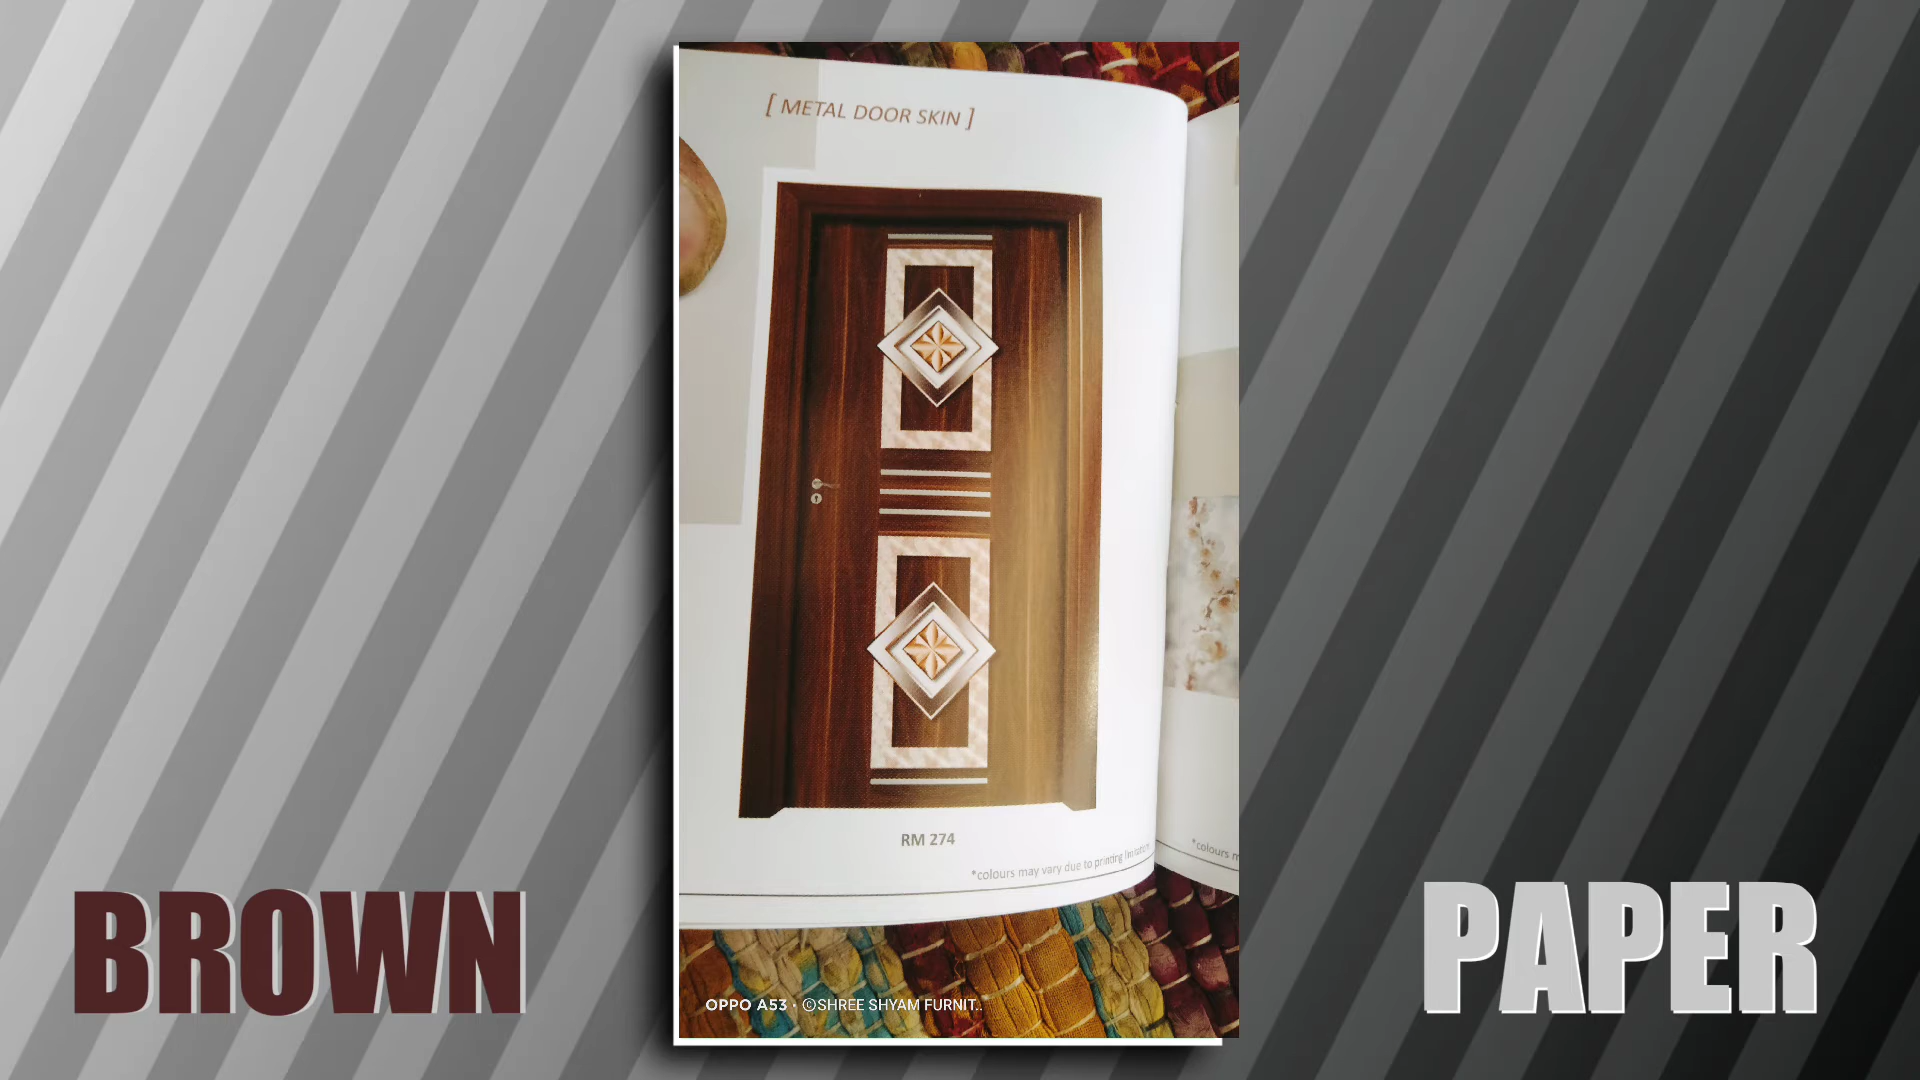 [ METAL DOOR SKIN ]
RM 274
*colours may vary due to printing limitations
*colours m
BROWN
PAPER
OPPO A53 · ©SHREE SHYAM FURNIT..